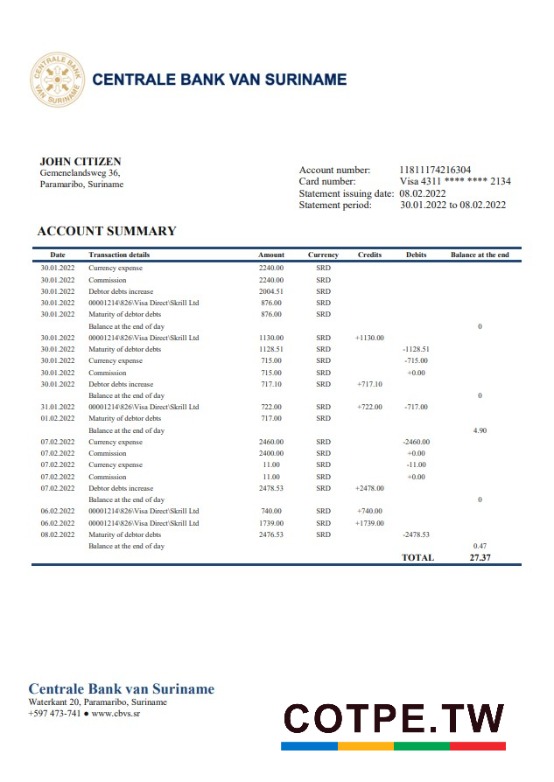 CENTRALE BANK VAN SURINAME
CENTRALE BANK VAN SURINAME
JOHN CITIZEN
Gemenelandsweg 36,
Paramaribo, Suriname
Account number: 11811174216304
Card number: Visa 4311 **** **** 2134
Statement issuing date: 08.02.2022
Statement period: 30.01.2022 to 08.02.2022
ACCOUNT SUMMARY
Date Transaction details Amount Currency Credits Debits Balance at the end
30.01.2022 Currency expense 2240.00 SRD
30.01.2022 Commission 2240.00 SRD
30.01.2022 Debtor debts increase 2004.51 SRD
30.01.2022 00001214\826\Visa Direct\Skrill Ltd 876.00 SRD
30.01.2022 Maturity of debtor debts 876.00 SRD
Balance at the end of day 0
30.01.2022 00001214\826\Visa Direct\Skrill Ltd 1130.00 SRD +1130.00
30.01.2022 Maturity of debtor debts 1128.51 SRD -1128.51
30.01.2022 Currency expense 715.00 SRD -715.00
30.01.2022 Commission 715.00 SRD +0.00
30.01.2022 Debtor debts increase 717.10 SRD +717.10
Balance at the end of day 0
31.01.2022 00001214\826\Visa Direct\Skrill Ltd 722.00 SRD +722.00 -717.00
01.02.2022 Maturity of debtor debts 717.00 SRD
Balance at the end of day 4.90
07.02.2022 Currency expense 2460.00 SRD -2460.00
07.02.2022 Commission 2400.00 SRD +0.00
07.02.2022 Currency expense 11.00 SRD -11.00
07.02.2022 Commission 11.00 SRD +0.00
07.02.2022 Debtor debts increase 2478.53 SRD +2478.00
Balance at the end of day 0
06.02.2022 00001214\826\Visa Direct\Skrill Ltd 740.00 SRD +740.00
06.02.2022 00001214\826\Visa Direct\Skrill Ltd 1739.00 SRD +1739.00
08.02.2022 Maturity of debtor debts 2476.53 SRD -2478.53
Balance at the end of day 0.47
TOTAL 27.37
Centrale Bank van Suriname
Waterkant 20, Paramaribo, Suriname
+597 473-741 ● www.cbvs.sr
COTPE.TW